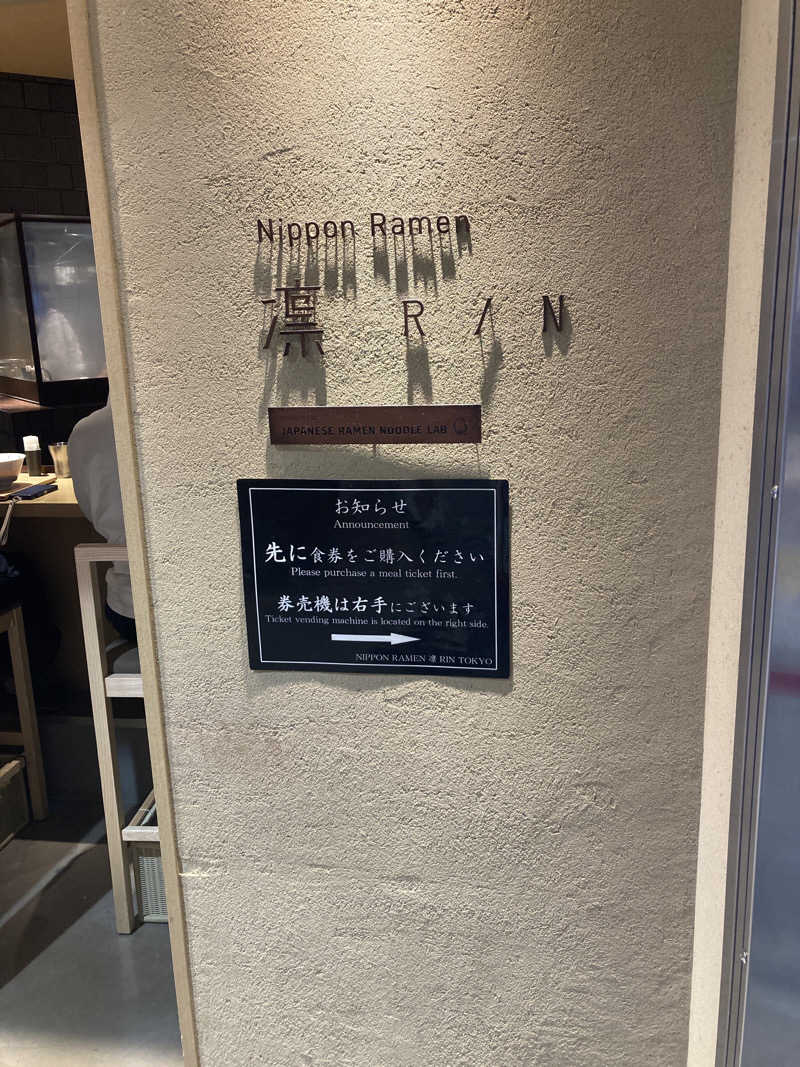 Nippon Ramen
凛 RIN
JAPANESE RAMEN NOODLE LAB
お知らせ
Announcement
先に食券をご購入ください
Please purchase a meal ticket first.
券売機は右手にございます
Ticket vending machine is located on the right side.
NIPPON RAMEN 凛 RIN TOKYO